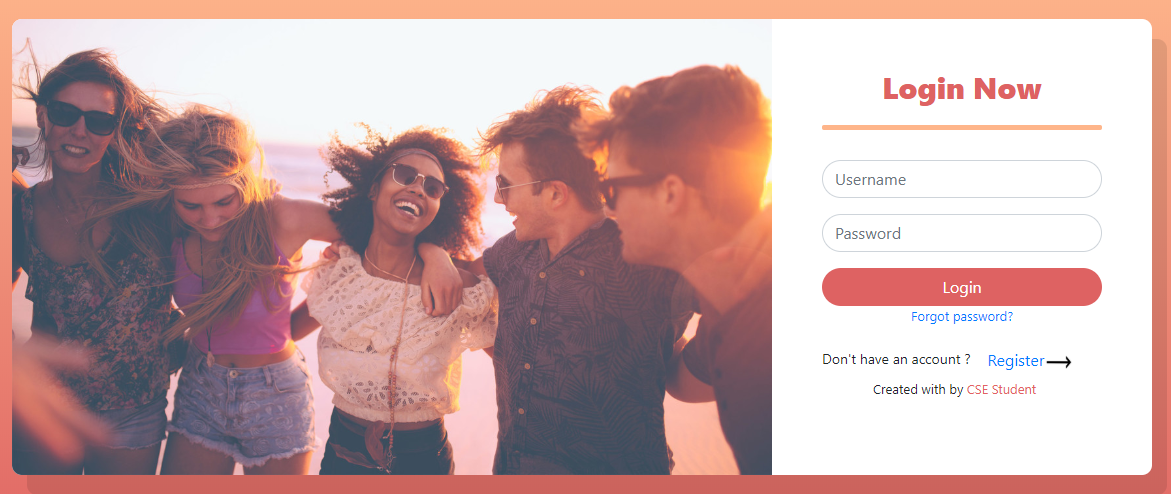 Login Now
Username
Password
Login
Forgot password?
Don't have an account ? Register
Created with by CSE Student